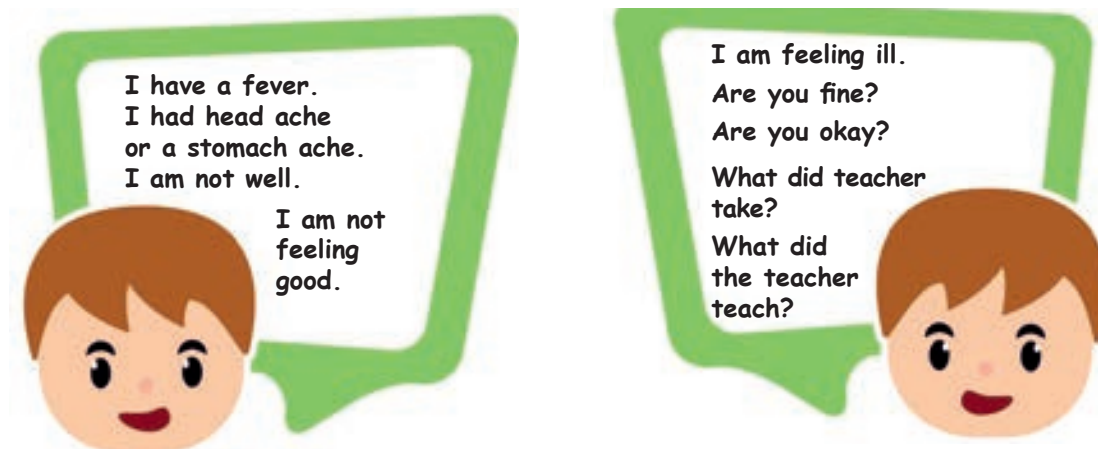 I have a fever.
I had head ache
or a stomach ache.
I am not well.
I am not
feeling
good.
I am feeling ill.
Are you fine?
Are you okay?
What did teacher
take?
What did
the teacher
teach?